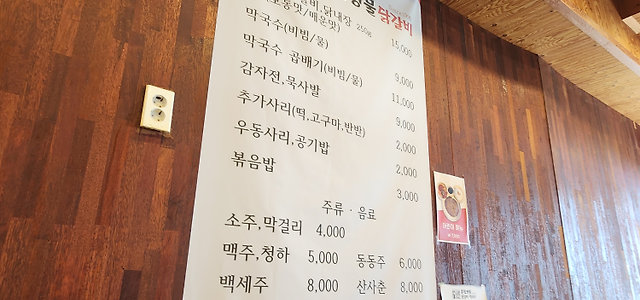 닭갈비
닭갈비,닭내장 250g 15,000
(보통맛/매운맛)
막국수(비빔/물) 9,000
막국수 곱배기(비빔/물) 11,000
감자전,묵사발 9,000
추가사리(떡,고구마,반반) 2,000
우동사리,공기밥 2,000
볶음밥 3,000
주류 · 음료
소주,막걸리 4,000
맥주,청하 5,000 동동주 6,000
백세주 8,000 산사춘 8,000